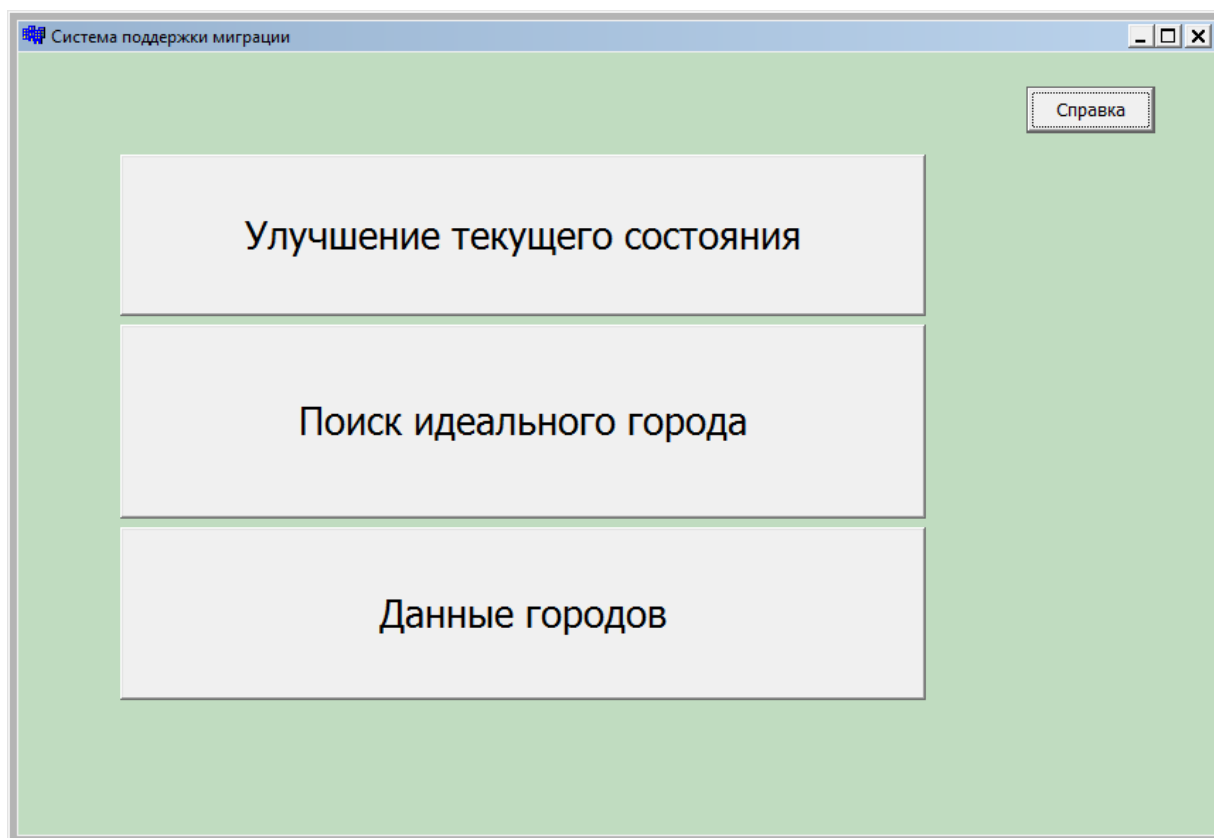 Система поддержки миграции
Справка
Улучшение текущего состояния
Поиск идеального города
Данные городов